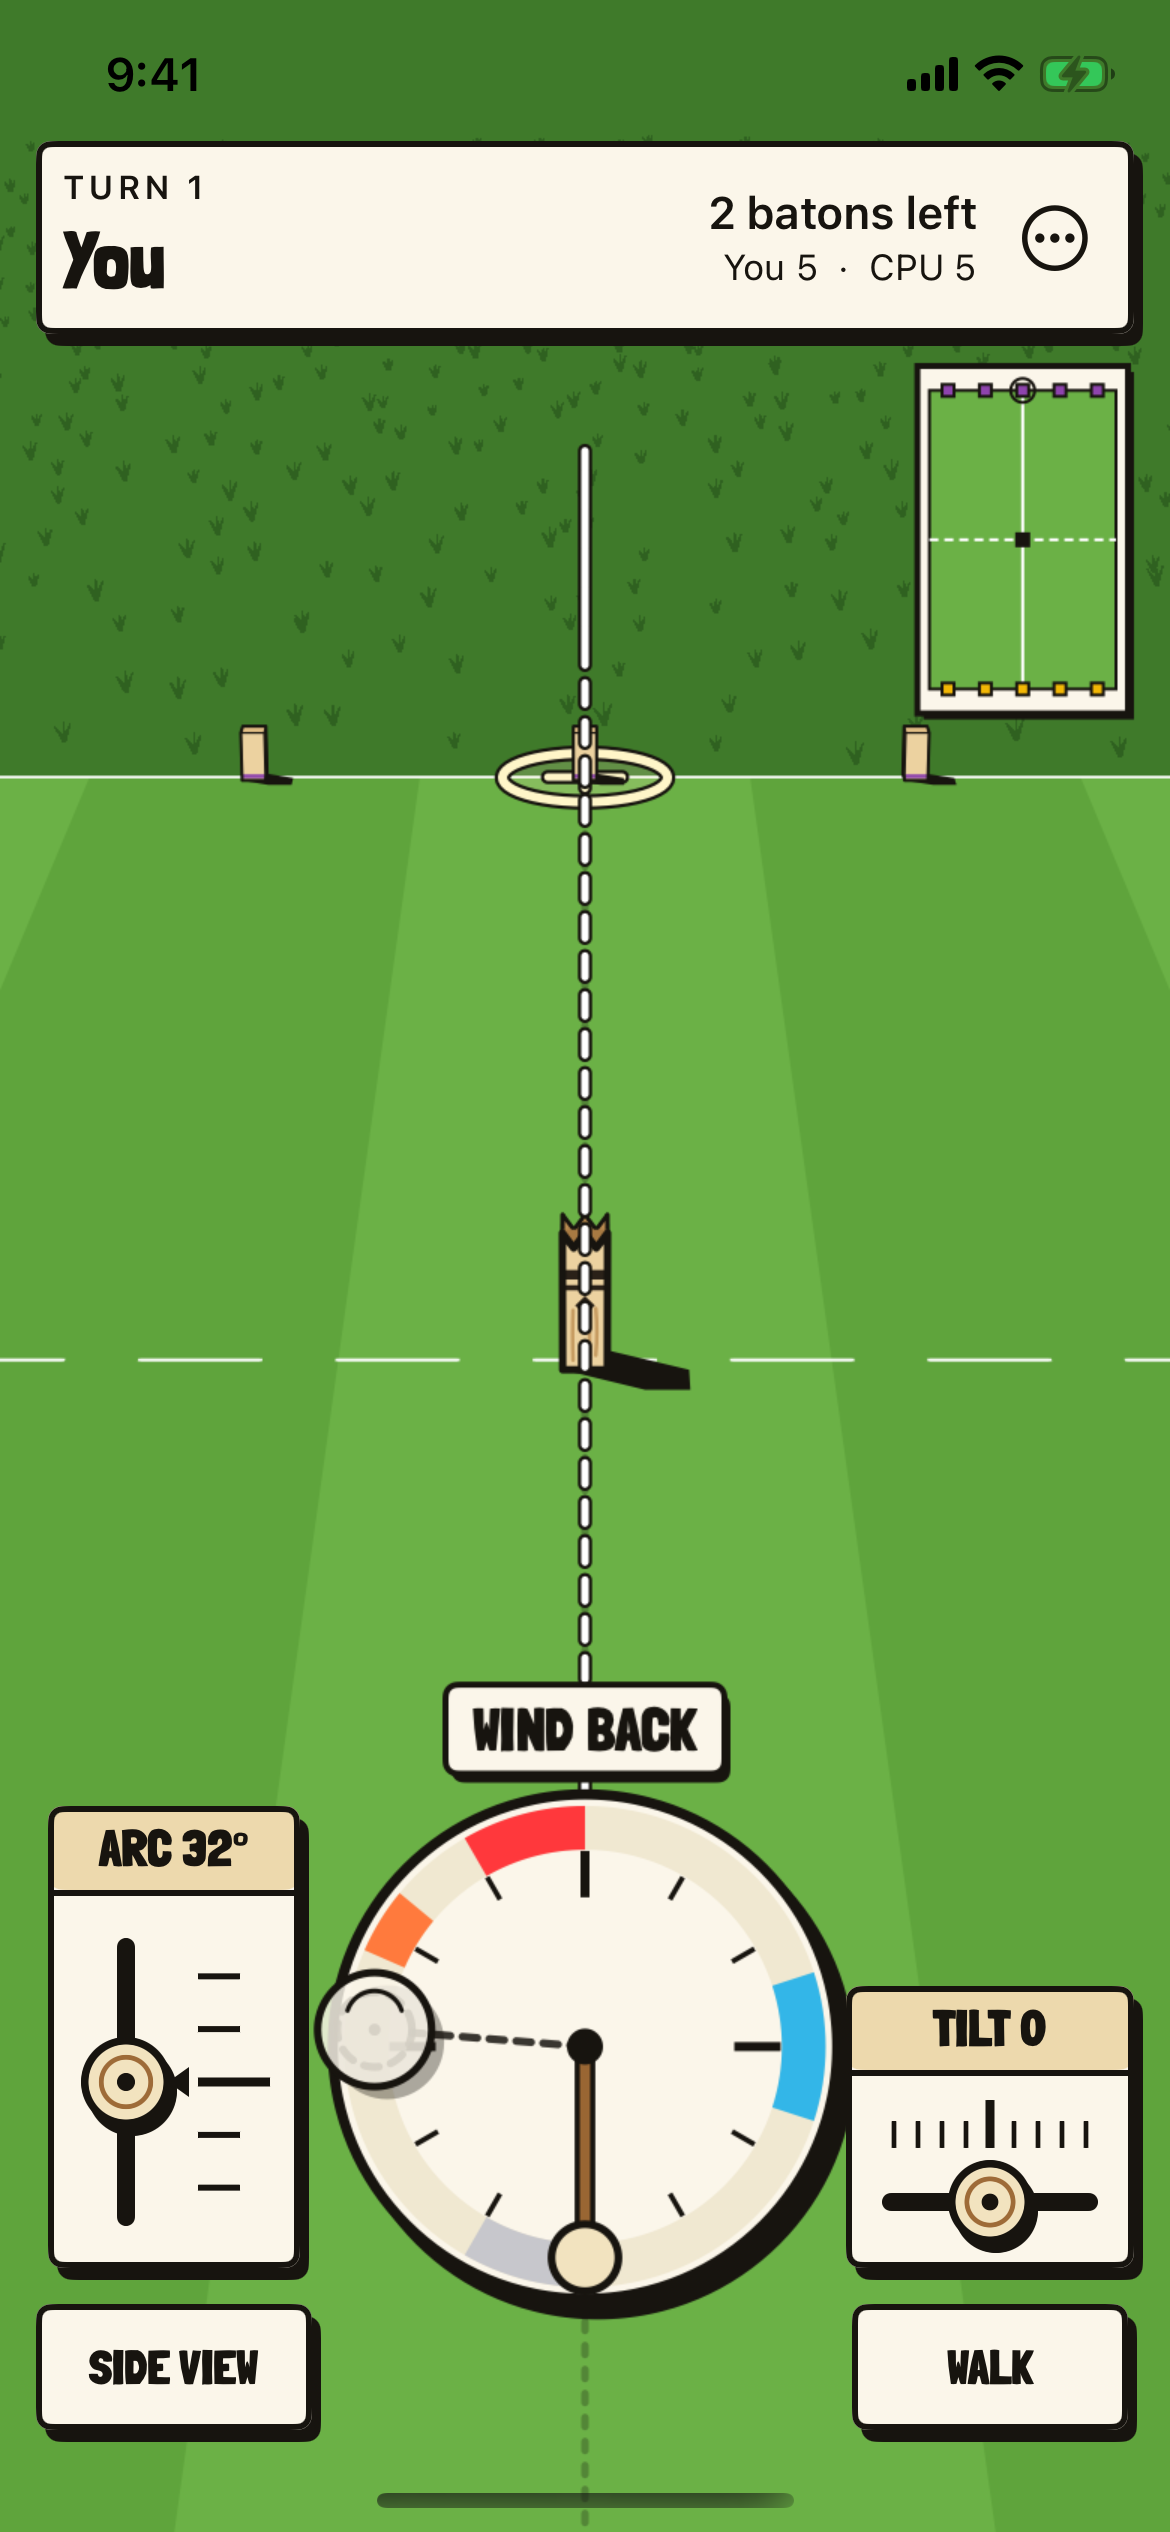 9:41
TURN 1
You
2 batons left
You 5 · CPU 5
WIND BACK
ARC 32°
TILT 0
SIDE VIEW
WALK